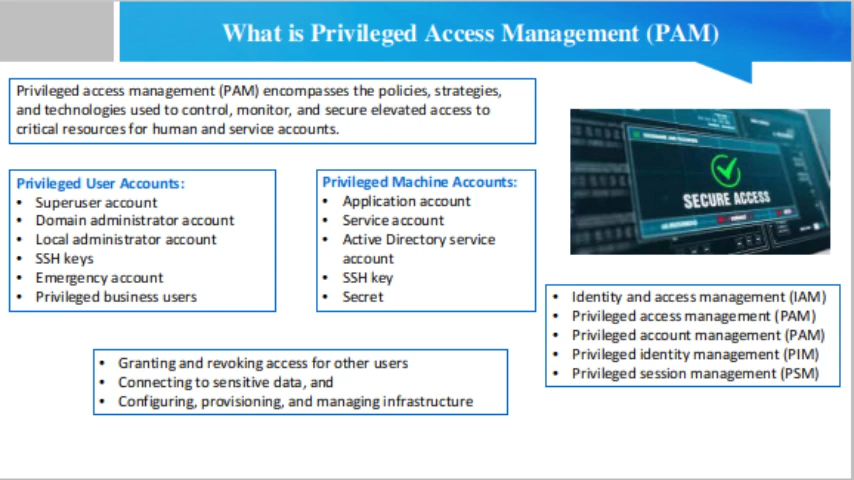 What is Privileged Access Management (PAM)
Privileged access management (PAM) encompasses the policies, strategies,
and technologies used to control, monitor, and secure elevated access to
critical resources for human and service accounts.
Privileged User Accounts:
• Superuser account
• Domain administrator account
• Local administrator account
• SSH keys
• Emergency account
• Privileged business users
Privileged Machine Accounts:
• Application account
• Service account
• Active Directory service
account
• SSH key
• Secret
SECURE ACCESS
• Identity and access management (IAM)
• Privileged access management (PAM)
• Privileged account management (PAM)
• Privileged identity management (PIM)
• Privileged session management (PSM)
• Granting and revoking access for other users
• Connecting to sensitive data, and
• Configuring, provisioning, and managing infrastructure